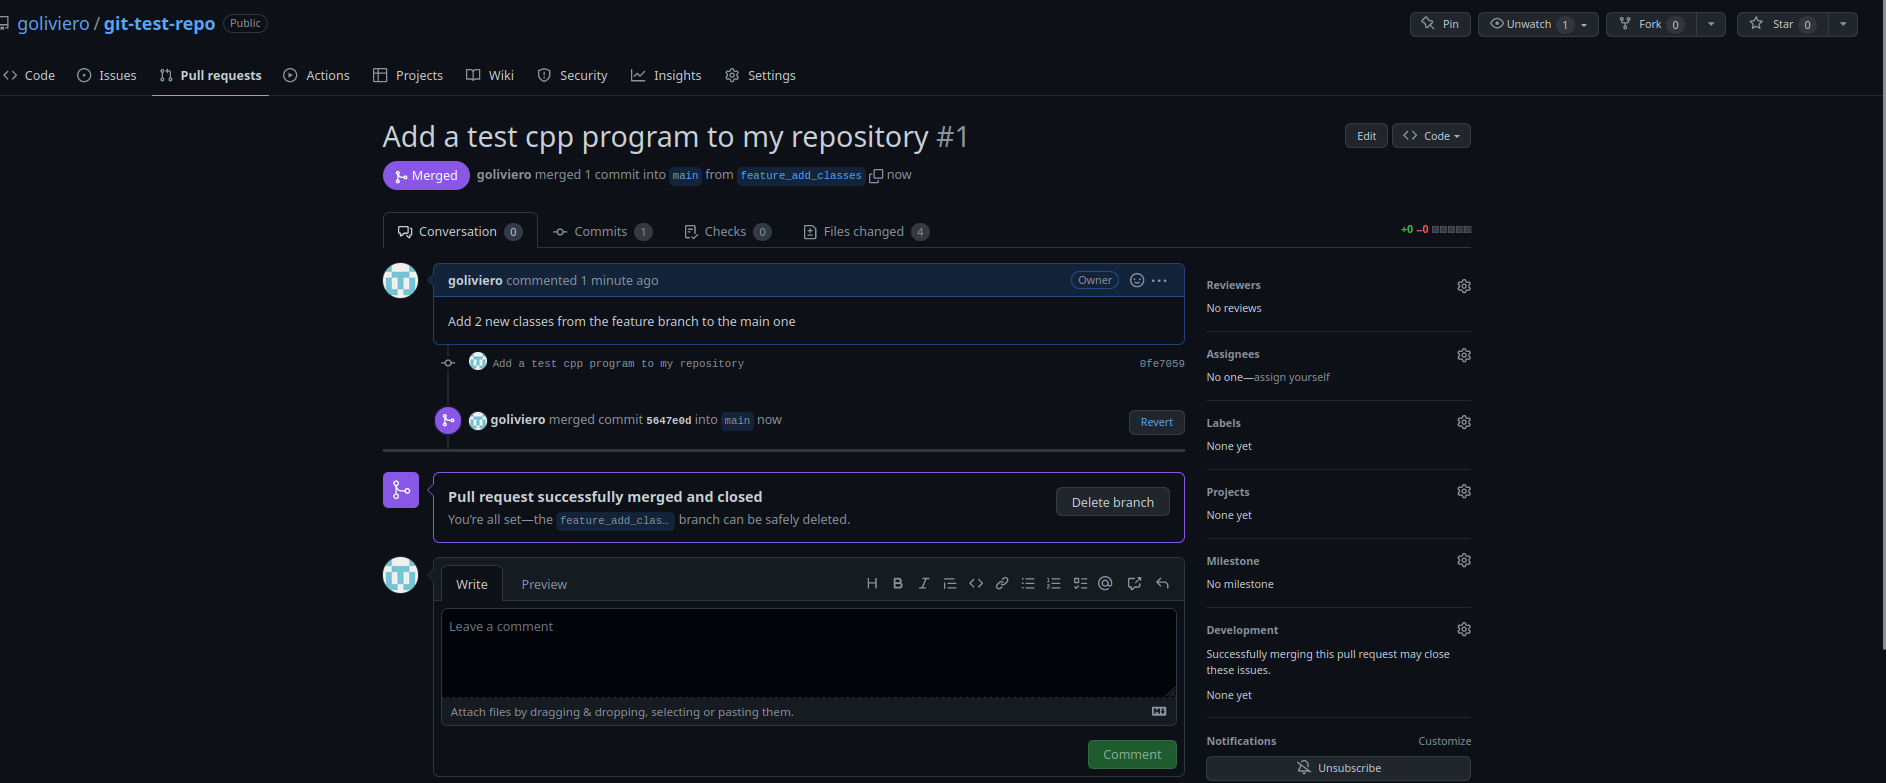 goliviero / git-test-repo Public
Pin Unwatch 1 Fork 0 Star 0
Code Issues Pull requests Actions Projects Wiki Security Insights Settings
Add a test cpp program to my repository #1
Edit Code
Merged goliviero merged 1 commit into main from feature_add_classes now
Conversation 0 Commits 1 Checks 0 Files changed 4
+0 −0
goliviero commented 1 minute ago
Owner
Add 2 new classes from the feature branch to the main one
Add a test cpp program to my repository
0fe7059
goliviero merged commit 5647e0d into main now
Revert
Pull request successfully merged and closed
You're all set—the feature_add_clas… branch can be safely deleted.
Delete branch
Write Preview
Leave a comment
Attach files by dragging & dropping, selecting or pasting them.
Comment
Reviewers
No reviews
Assignees
No one—assign yourself
Labels
None yet
Projects
None yet
Milestone
No milestone
Development
Successfully merging this pull request may close
these issues.
None yet
Notifications Customize
Unsubscribe